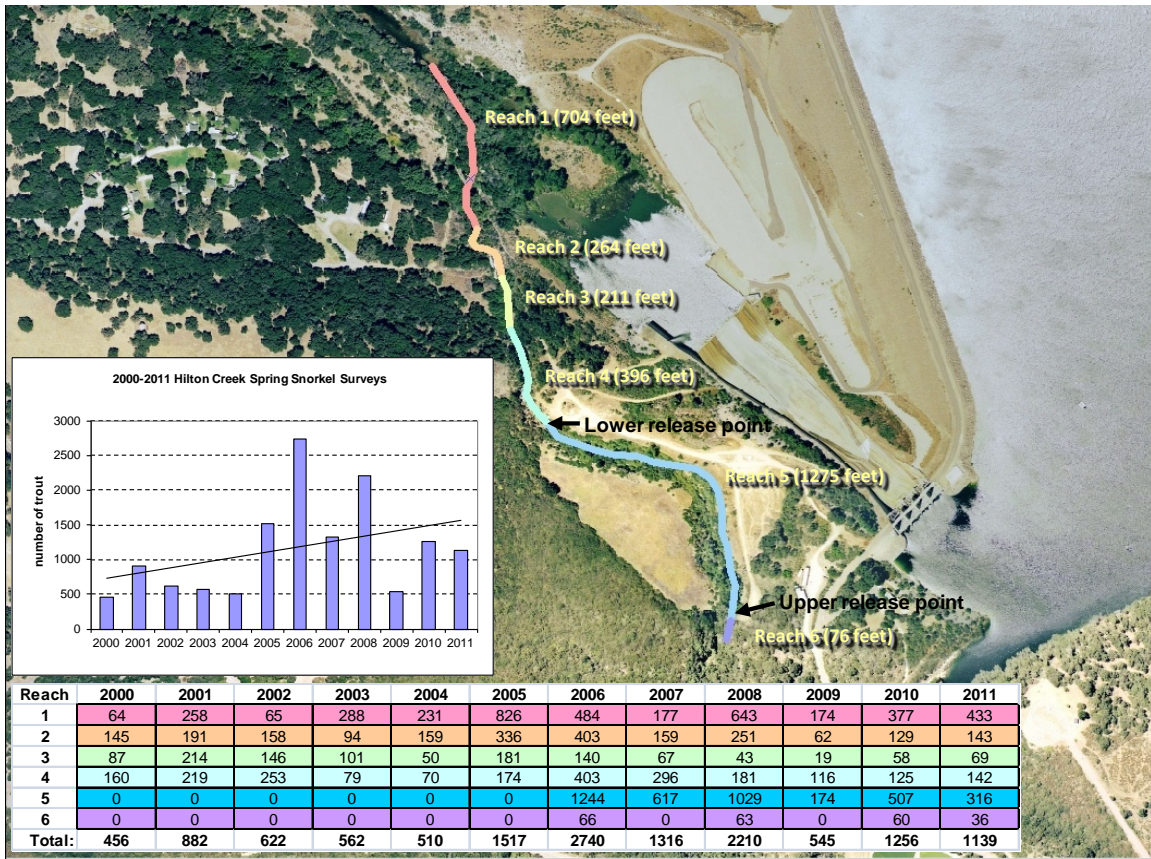 Reach 1 (704 feet)
Reach 2 (264 feet)
Reach 3 (211 feet)
Reach 4 (396 feet)
Lower release point
Reach 5 (1275 feet)
Upper release point
Reach 6 (76 feet)
2000-2011 Hilton Creek Spring Snorkel Surveys
number of trout
3000
2500
2000
1500
1000
500
0
2000 2001 2002 2003 2004 2005 2006 2007 2008 2009 2010 2011
Reach 2000 2001 2002 2003 2004 2005 2006 2007 2008 2009 2010 2011
1 64 258 65 288 231 826 484 177 643 174 377 433
2 145 191 158 94 159 336 403 159 251 62 129 143
3 87 214 146 101 50 181 140 67 43 19 58 69
4 160 219 253 79 70 174 403 296 181 116 125 142
5 0 0 0 0 0 0 1244 617 1029 174 507 316
6 0 0 0 0 0 0 66 0 63 0 60 36
Total: 456 882 622 562 510 1517 2740 1316 2210 545 1256 1139